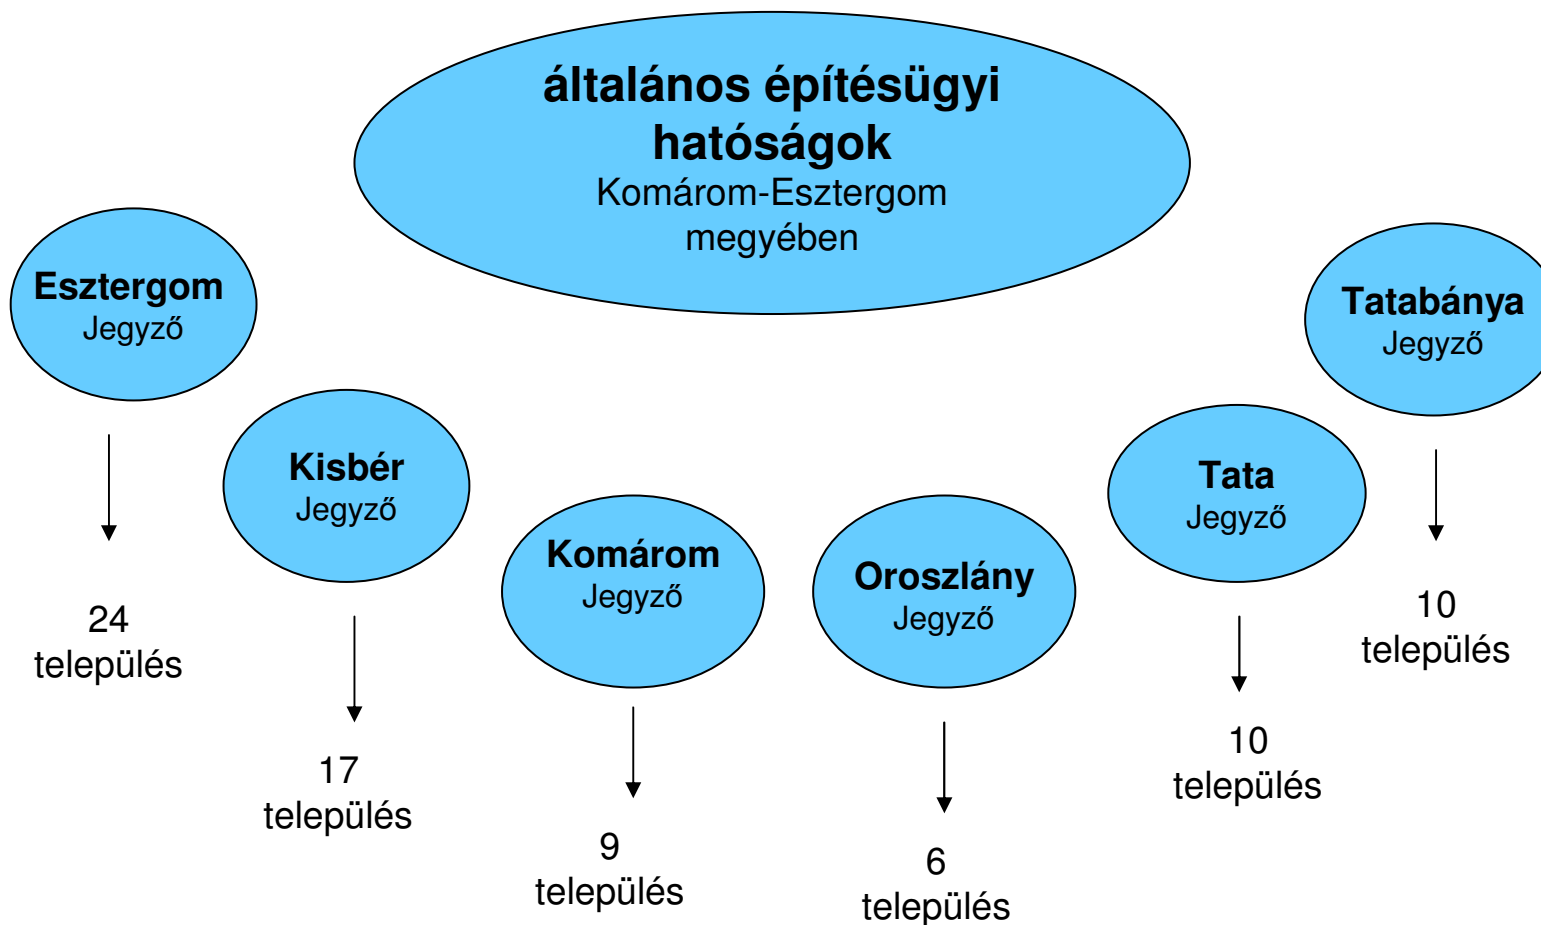 általános építésügyi
hatóságok
Komárom-Esztergom
megyében
Esztergom
Jegyző
24
település
Kisbér
Jegyző
17
település
Komárom
Jegyző
9
település
Oroszlány
Jegyző
6
település
Tata
Jegyző
10
település
Tatabánya
Jegyző
10
település